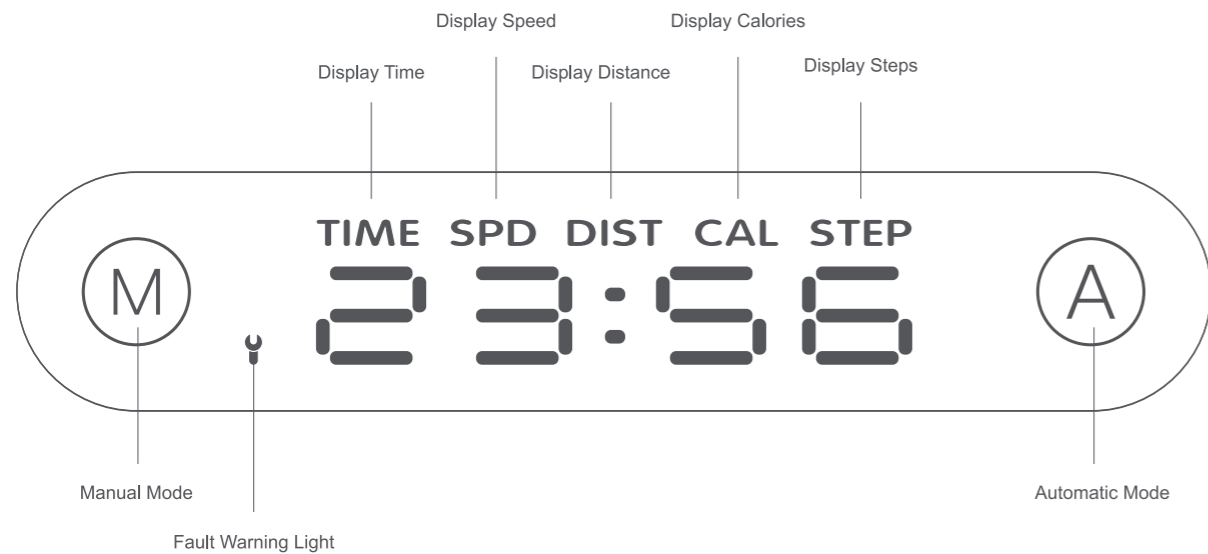 Display Speed
Display Calories
Display Time
Display Distance
Display Steps
TIME SPD DIST CAL STEP
M
23:56
A
Manual Mode
Automatic Mode
Fault Warning Light